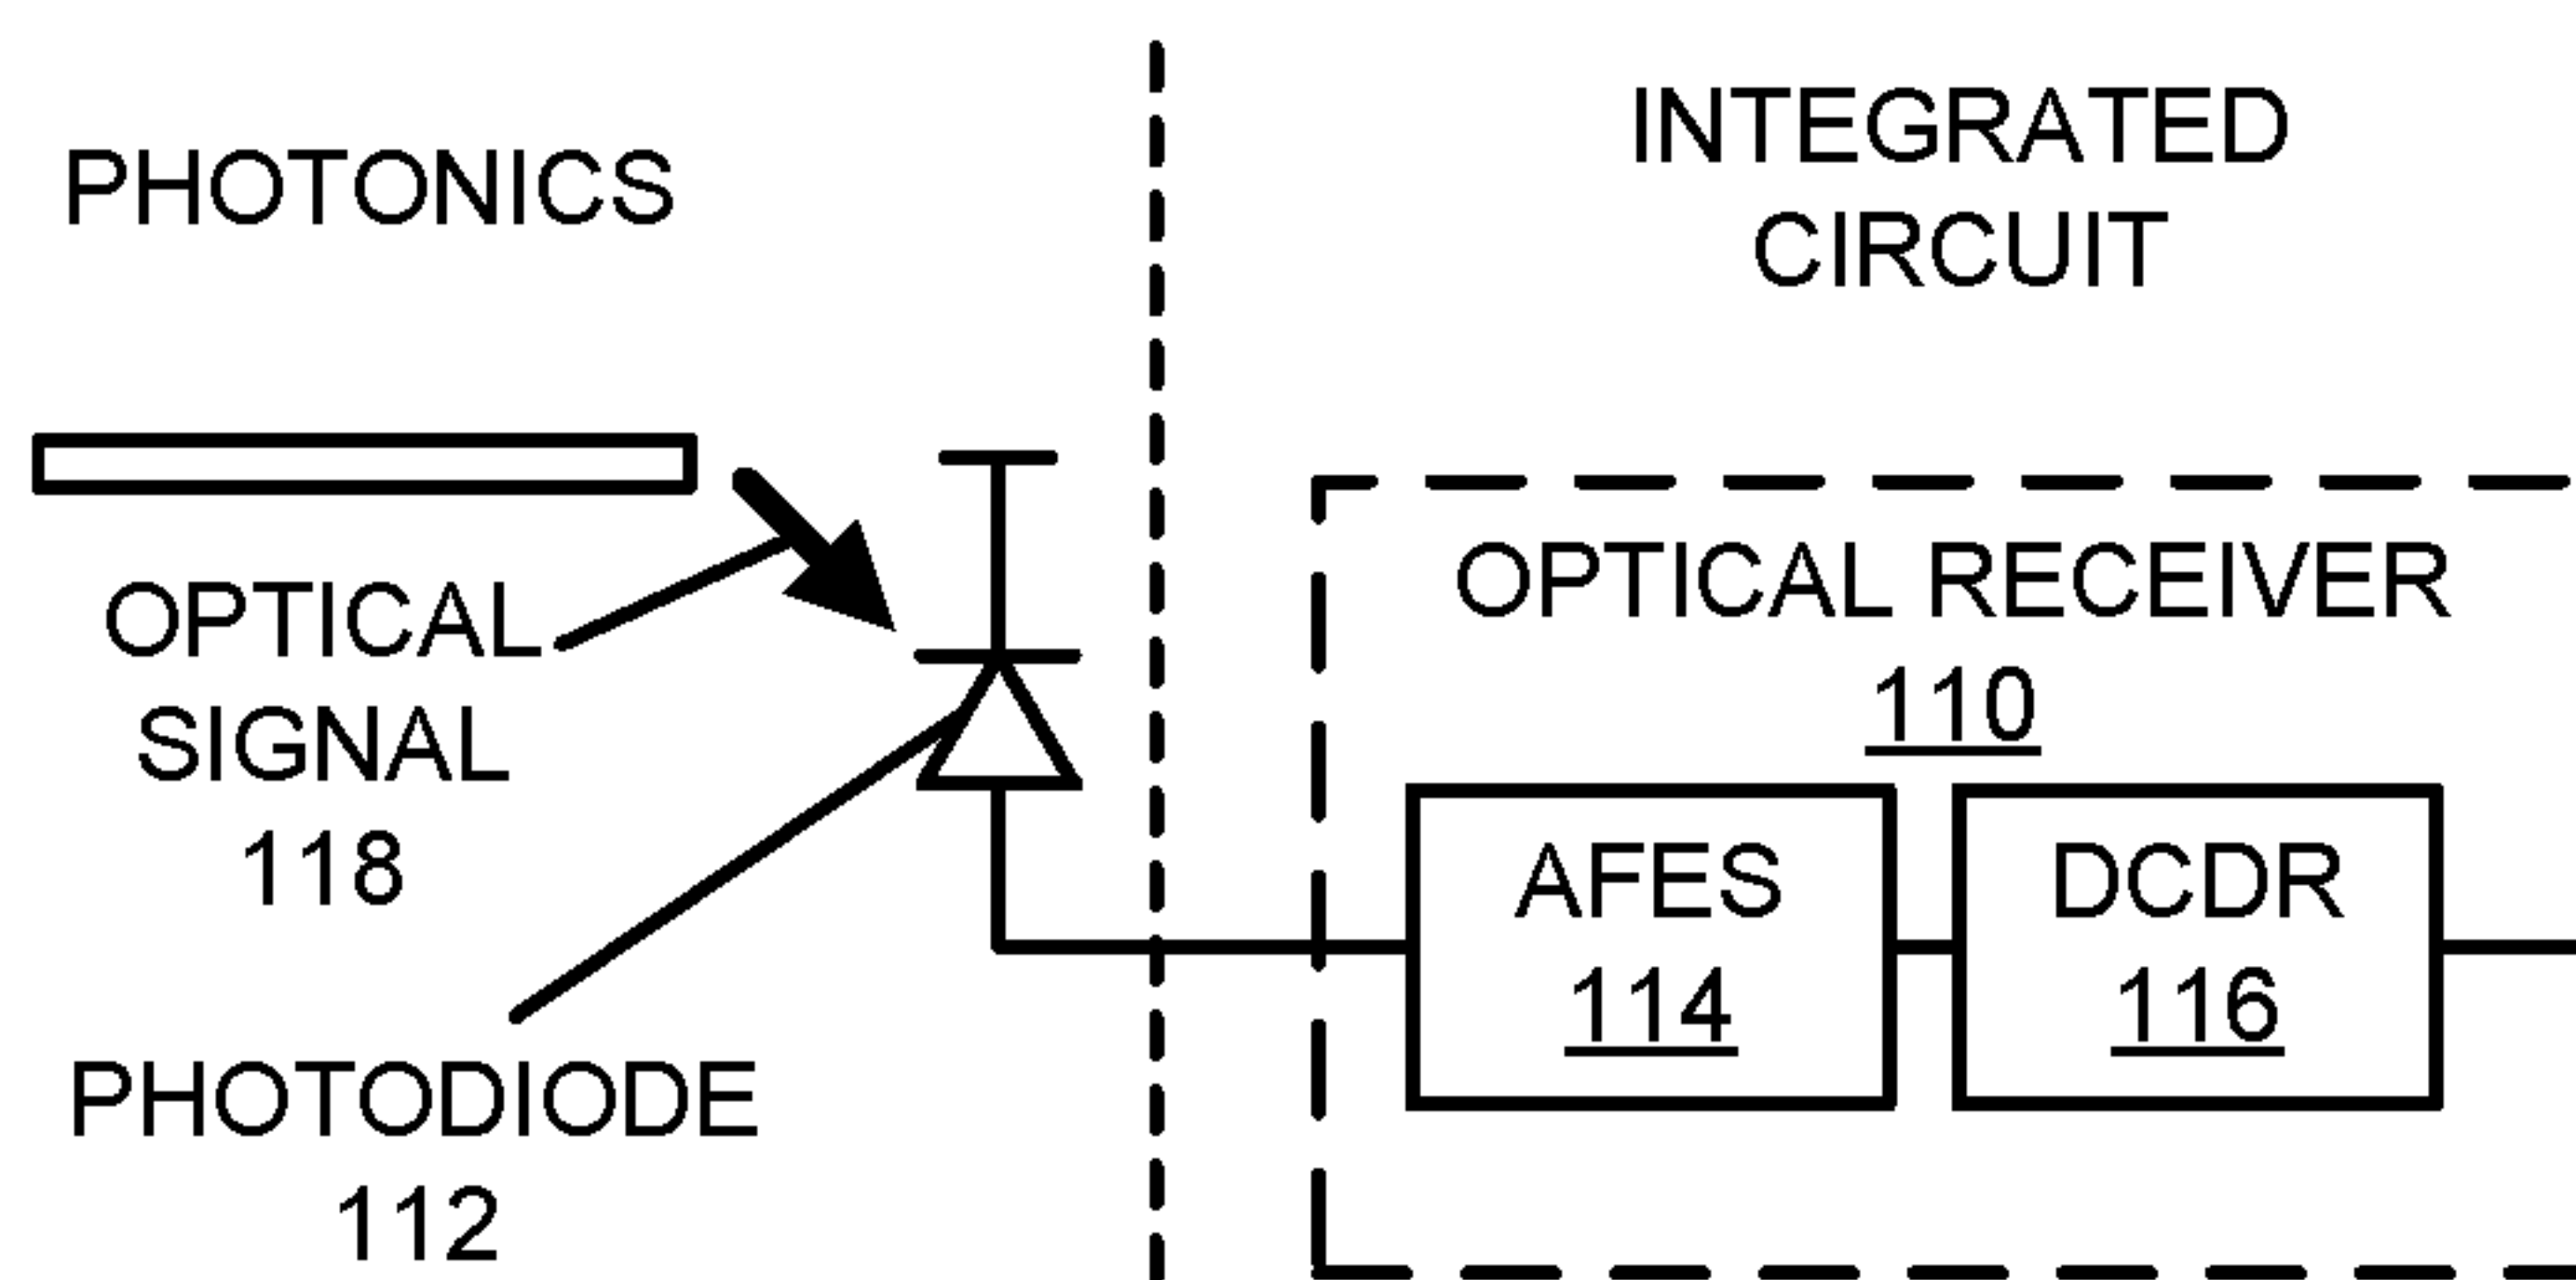 PHOTONICS
INTEGRATED
CIRCUIT
OPTICAL
SIGNAL
118
PHOTODIODE
112
OPTICAL RECEIVER
110
AFES
114
DCDR
116